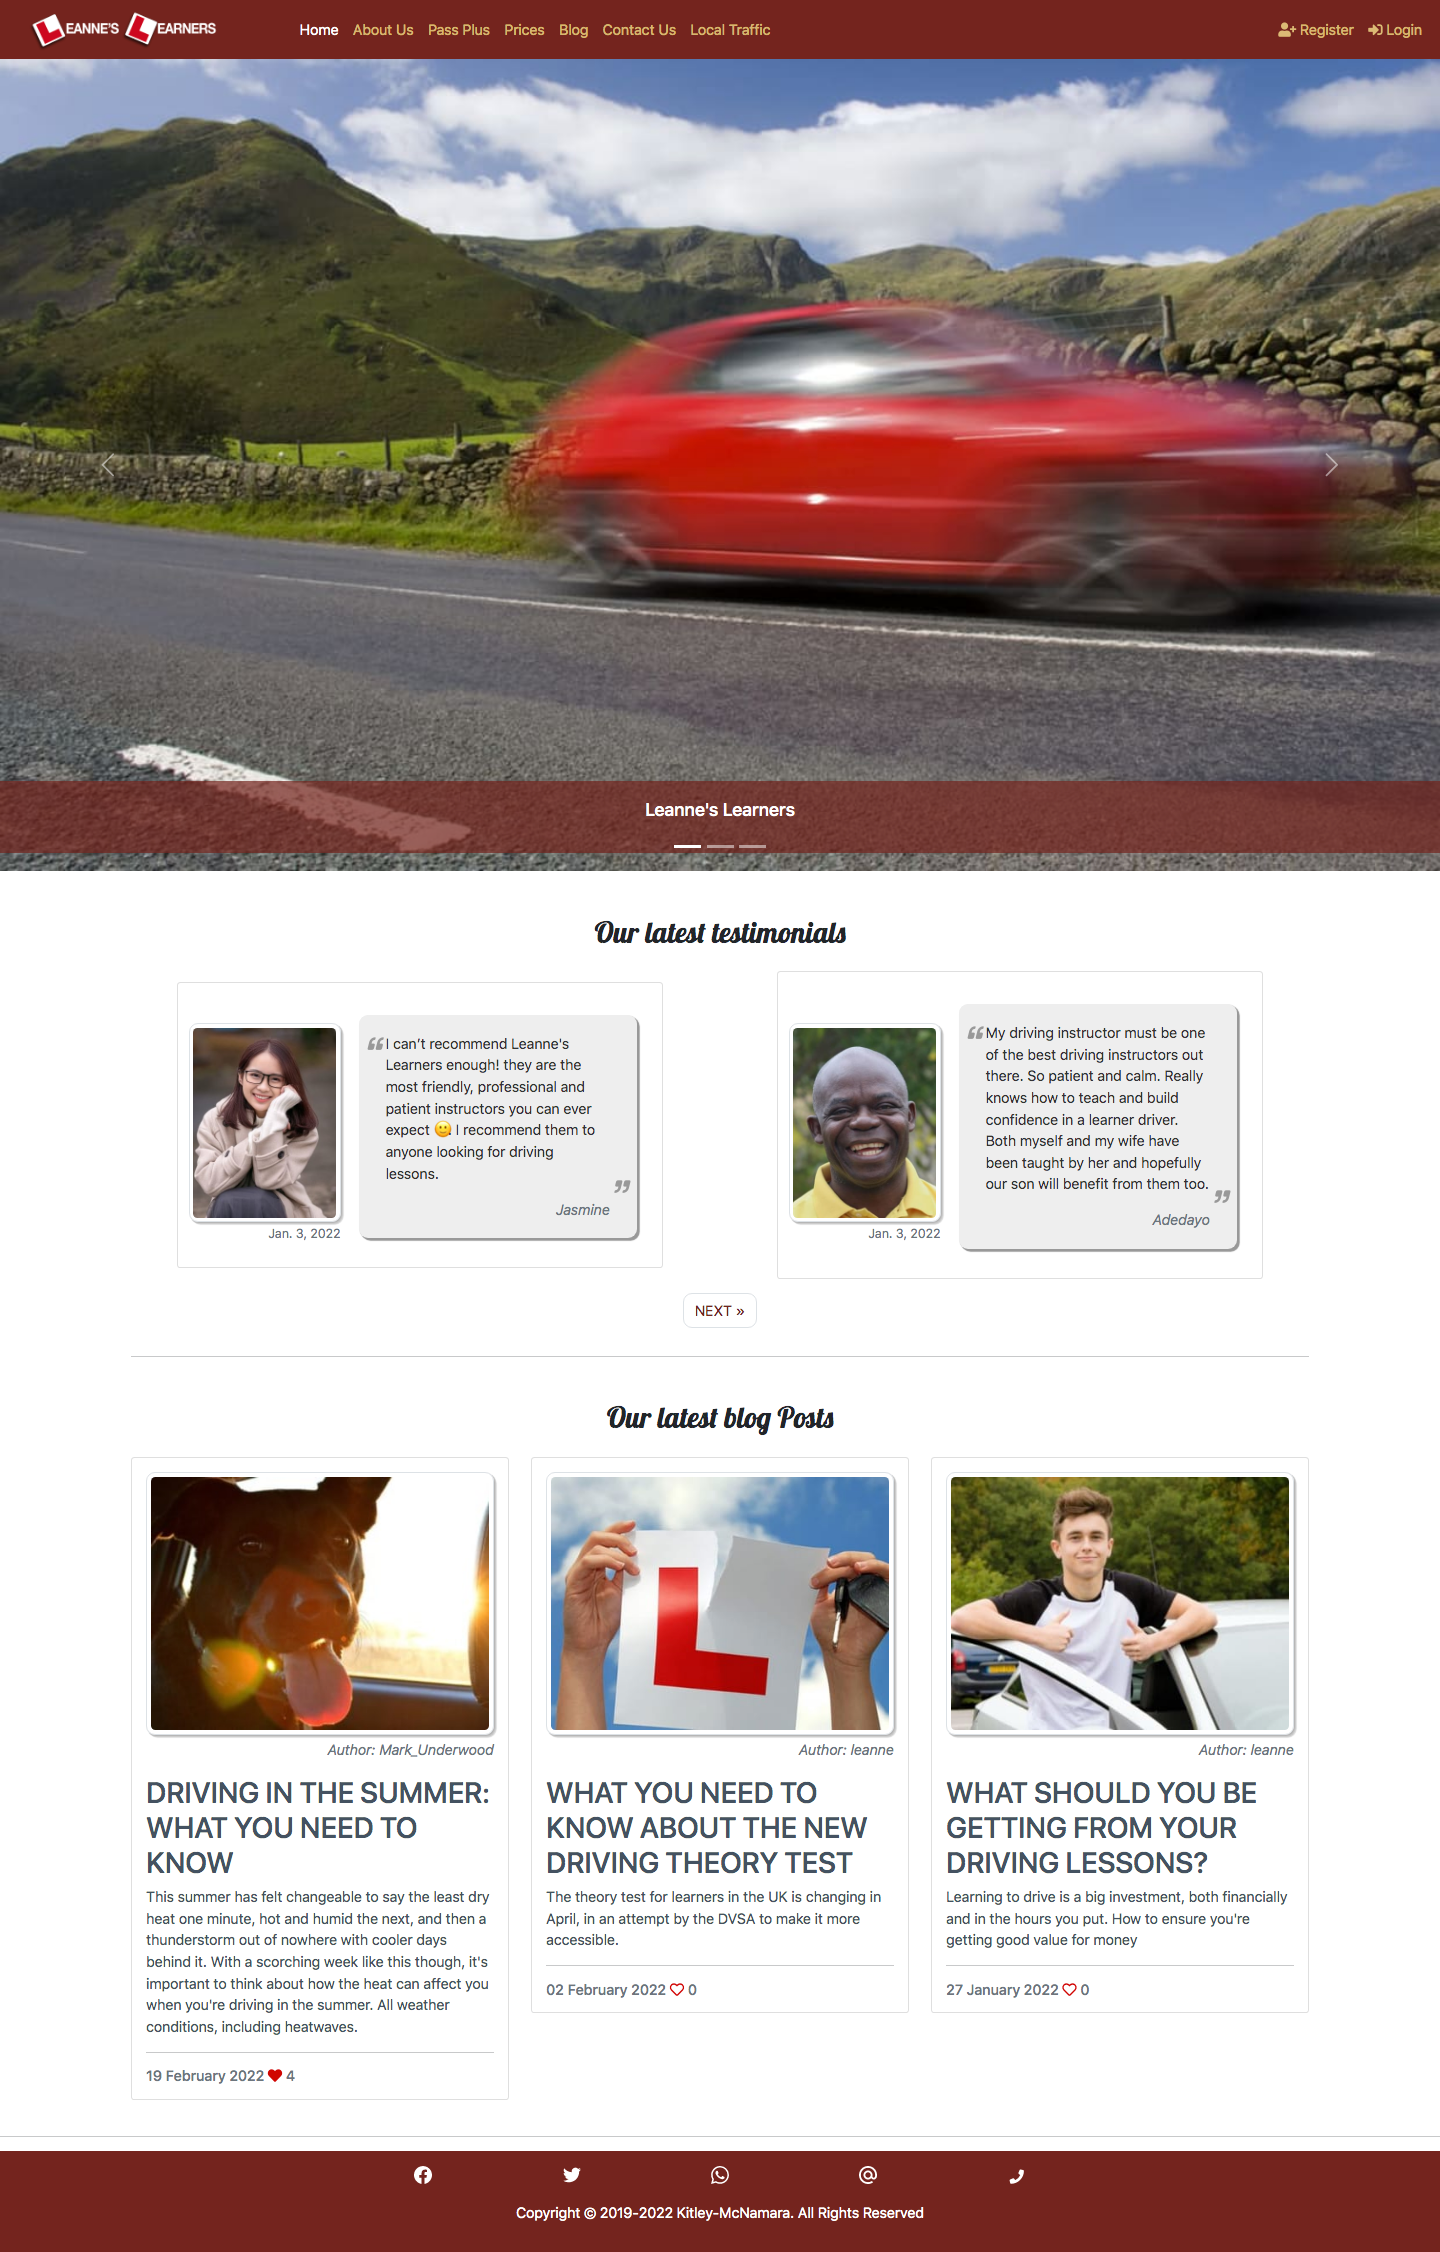 LEANNE'S LEARNERS
Home About Us Pass Plus Prices Blog Contact Us Local Traffic
Register Login
Leanne's Learners
Our latest testimonials
I can’t recommend Leanne's
Learners enough! they are the
most friendly, professional and
patient instructors you can ever
expect 🙂 I recommend them to
anyone looking for driving
lessons.
Jasmine
Jan. 3, 2022
My driving instructor must be one
of the best driving instructors out
there. So patient and calm. Really
knows how to teach and build
confidence in a learner driver.
Both myself and my wife have
been taught by her and hopefully
our son will benefit from them too.
Adedayo
Jan. 3, 2022
NEXT »
Our latest blog Posts
Author: Mark_Underwood
DRIVING IN THE SUMMER:
WHAT YOU NEED TO
KNOW
This summer has felt changeable to say the least dry
heat one minute, hot and humid the next, and then a
thunderstorm out of nowhere with cooler days
behind it. With a scorching week like this though, it's
important to think about how the heat can affect you
when you're driving in the summer. All weather
conditions, including heatwaves.
19 February 2022 4
L
Author: leanne
WHAT YOU NEED TO
KNOW ABOUT THE NEW
DRIVING THEORY TEST
The theory test for learners in the UK is changing in
April, in an attempt by the DVSA to make it more
accessible.
02 February 2022 0
Author: leanne
WHAT SHOULD YOU BE
GETTING FROM YOUR
DRIVING LESSONS?
Learning to drive is a big investment, both financially
and in the hours you put. How to ensure you're
getting good value for money
27 January 2022 0
Copyright © 2019-2022 Kitley-McNamara. All Rights Reserved